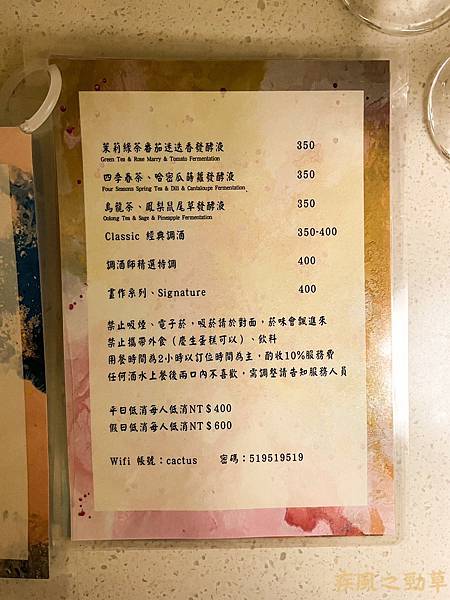 茉莉綠茶番茄迷迭香發酵液 350
Green Tea & Rose Marry & Tomato Fermentation
四季春茶、哈密瓜蒔蘿發酵液 350
Four Seasons Spring Tea & Dill & Cantaloupe Fermentation
烏龍茶、鳳梨鼠尾草發酵液 350
Oolong Tea & Sage & Pineapple Fermentation
Classic 經典調酒 350-400
調酒師精選特調 400
畫作系列、Signature 400
禁止吸煙、電子菸，吸菸請於對面，菸味會飄進來
禁止攜帶外食（慶生蛋糕可以）、飲料
用餐時間為2小時以訂位時間為主，酌收10%服務費
任何酒水上餐後兩口內不喜歡，需調整請告知服務人員
平日低消每人低消NT＄400
假日低消每人低消NT＄600
Wifi 帳號：cactus 密碼：519519519
疾風之勁草